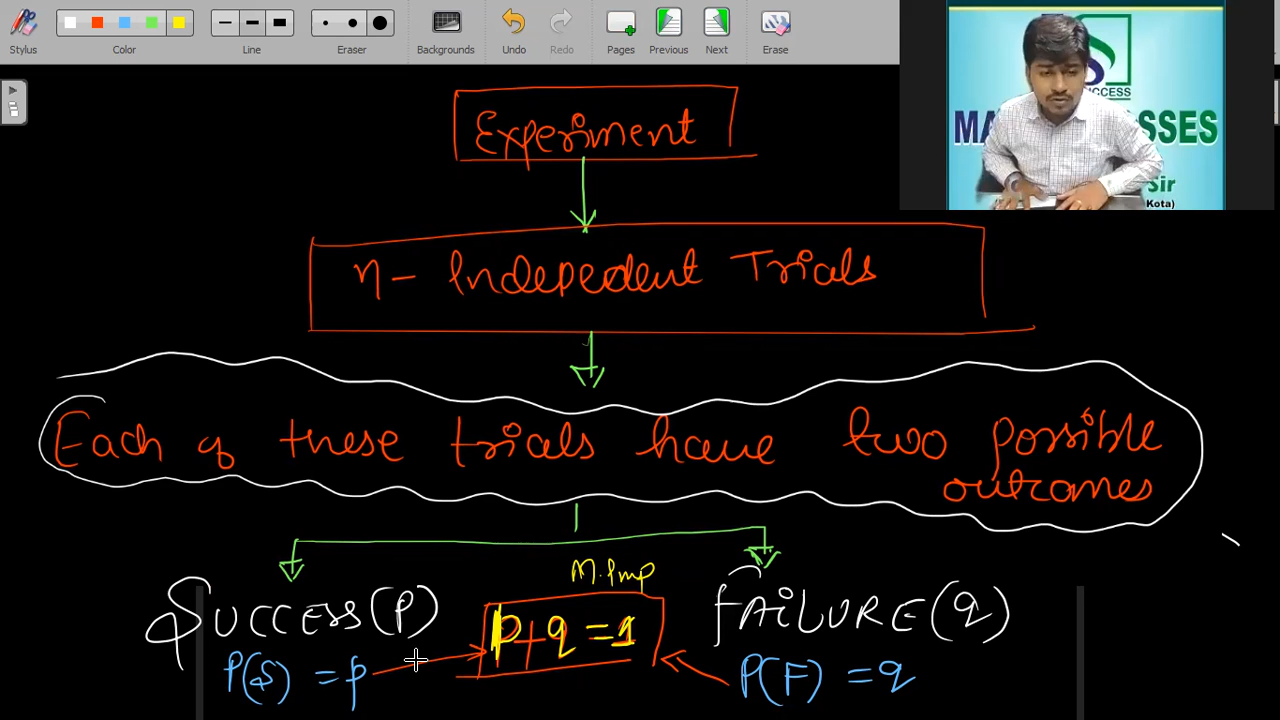 Stylus Color Line Eraser Backgrounds Undo Redo Pages Previous Next Erase
Experiment
n- Independent Trials
Each of these trials have two possible
outcomes
M.Imp
SUCCESS(P) p+q=1 FAILURE(q)
P(S) = p P(F) = q
Sir
Kota)